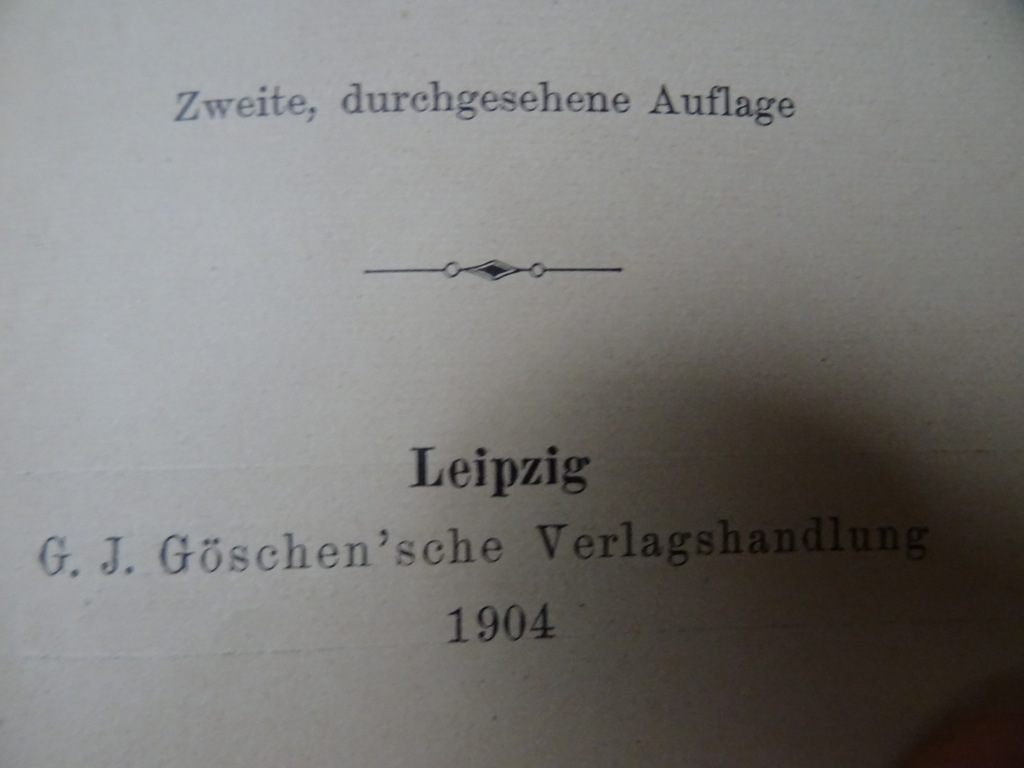 Zweite, durchgesehene Auflage
Leipzig
G. J. Göschen'sche Verlagshandlung
1904